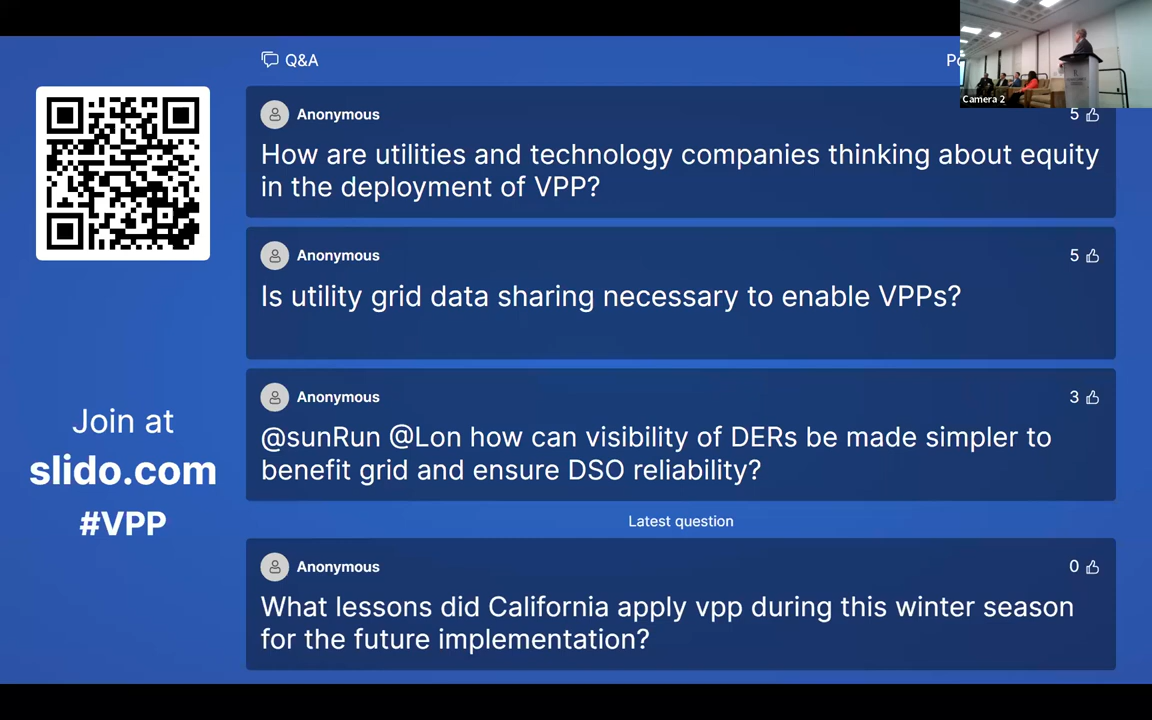 Q&A
Anonymous
5
How are utilities and technology companies thinking about equity
in the deployment of VPP?
Anonymous
5
Is utility grid data sharing necessary to enable VPPs?
Anonymous
3
@sunRun @Lon how can visibility of DERs be made simpler to
benefit grid and ensure DSO reliability?
Latest question
Anonymous
0
What lessons did California apply vpp during this winter season
for the future implementation?
Join at
slido.com
#VPP
Camera 2